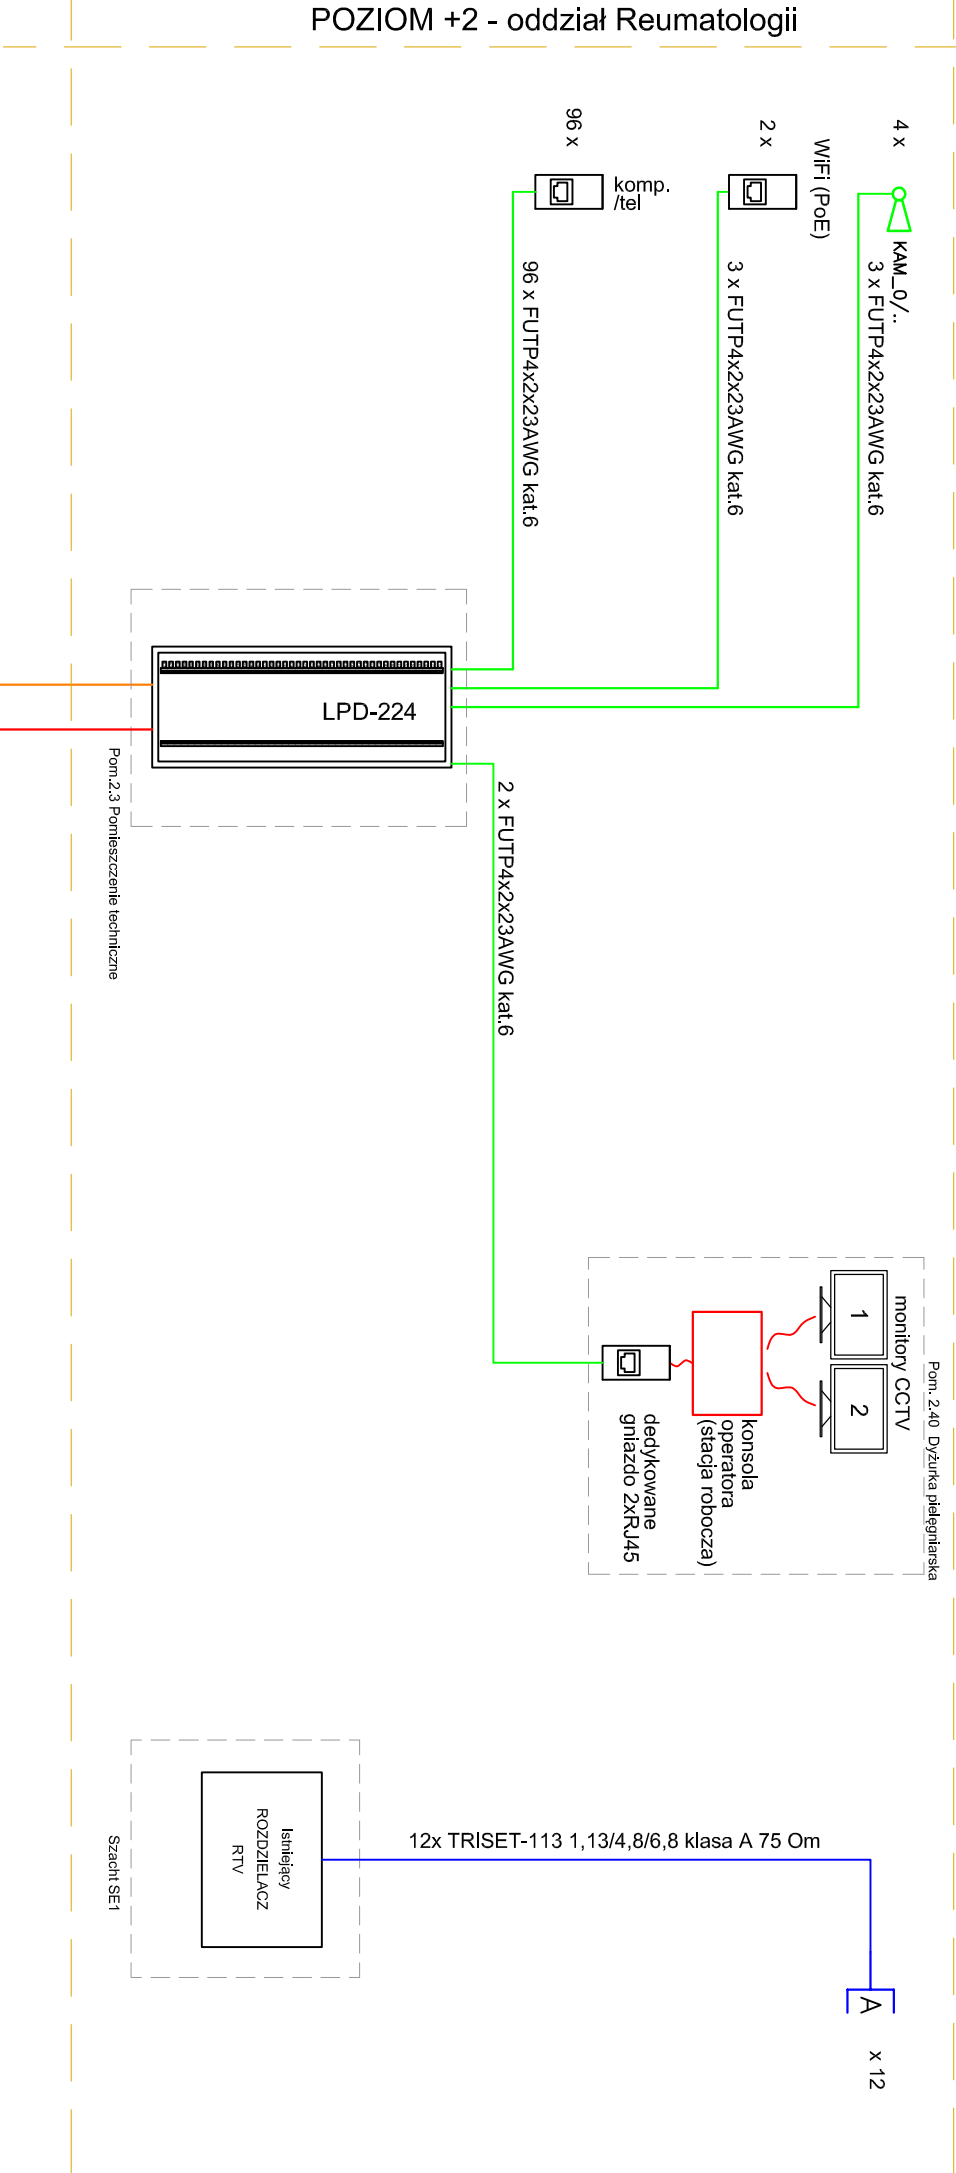 POZIOM +2 - oddział Reumatologii
4 x
KAM_0/..
3 x FUTP4x2x23AWG kat.6
WiFi (PoE)
2 x
3 x FUTP4x2x23AWG kat.6
96 x
komp.
/tel
96 x FUTP4x2x23AWG kat.6
LPD-224
Pom.2.3 Pomieszczenie techniczne
2 x FUTP4x2x23AWG kat.6
Pom. 2.40 Dyżurka pielęgniarska
monitory CCTV
1
2
konsola
operatora
(stacja robocza)
dedykowane
gniazdo 2xRJ45
12x TRISET-113 1,13/4,8/6,8 klasa A 75 Om
Istniejący
ROZDZIELACZ
RTV
Szacht SE1
A
x 12